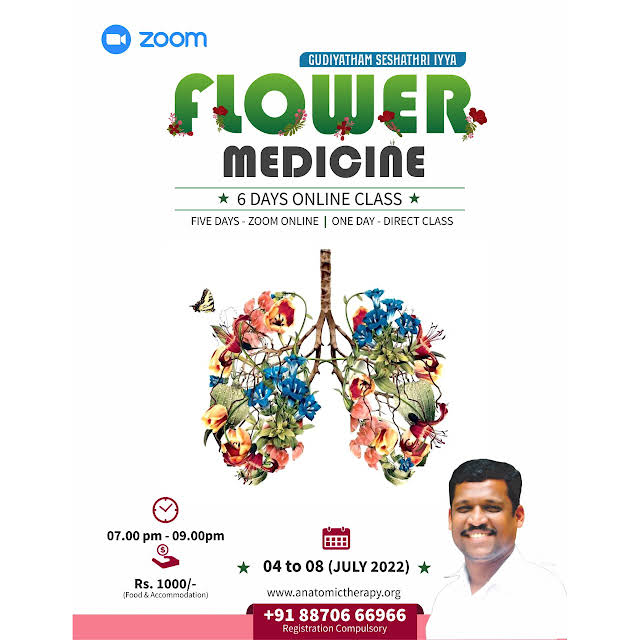 zoom
GUDIYATHAM SESHATHRI IYYA
FLOWER
MEDICINE
★ 6 DAYS ONLINE CLASS ★
FIVE DAYS - ZOOM ONLINE | ONE DAY - DIRECT CLASS
07.00 pm - 09.00pm
$
Rs. 1000/-
(Food & Accommodation)
★ 04 to 08 (JULY 2022) ★
www.anatomictherapy.org
+91 88706 66966
Registration Compulsory